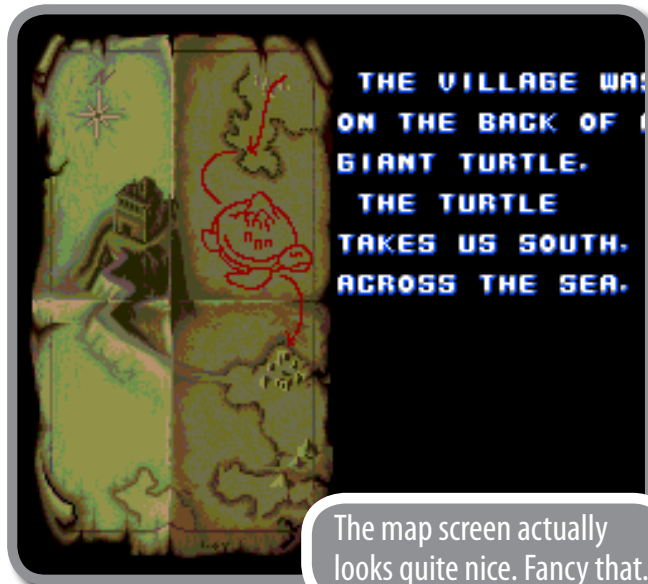 THE VILLAGE WAS
ON THE BACK OF A
GIANT TURTLE.
THE TURTLE
TAKES US SOUTH.
ACROSS THE SEA.
The map screen actually
looks quite nice. Fancy that.